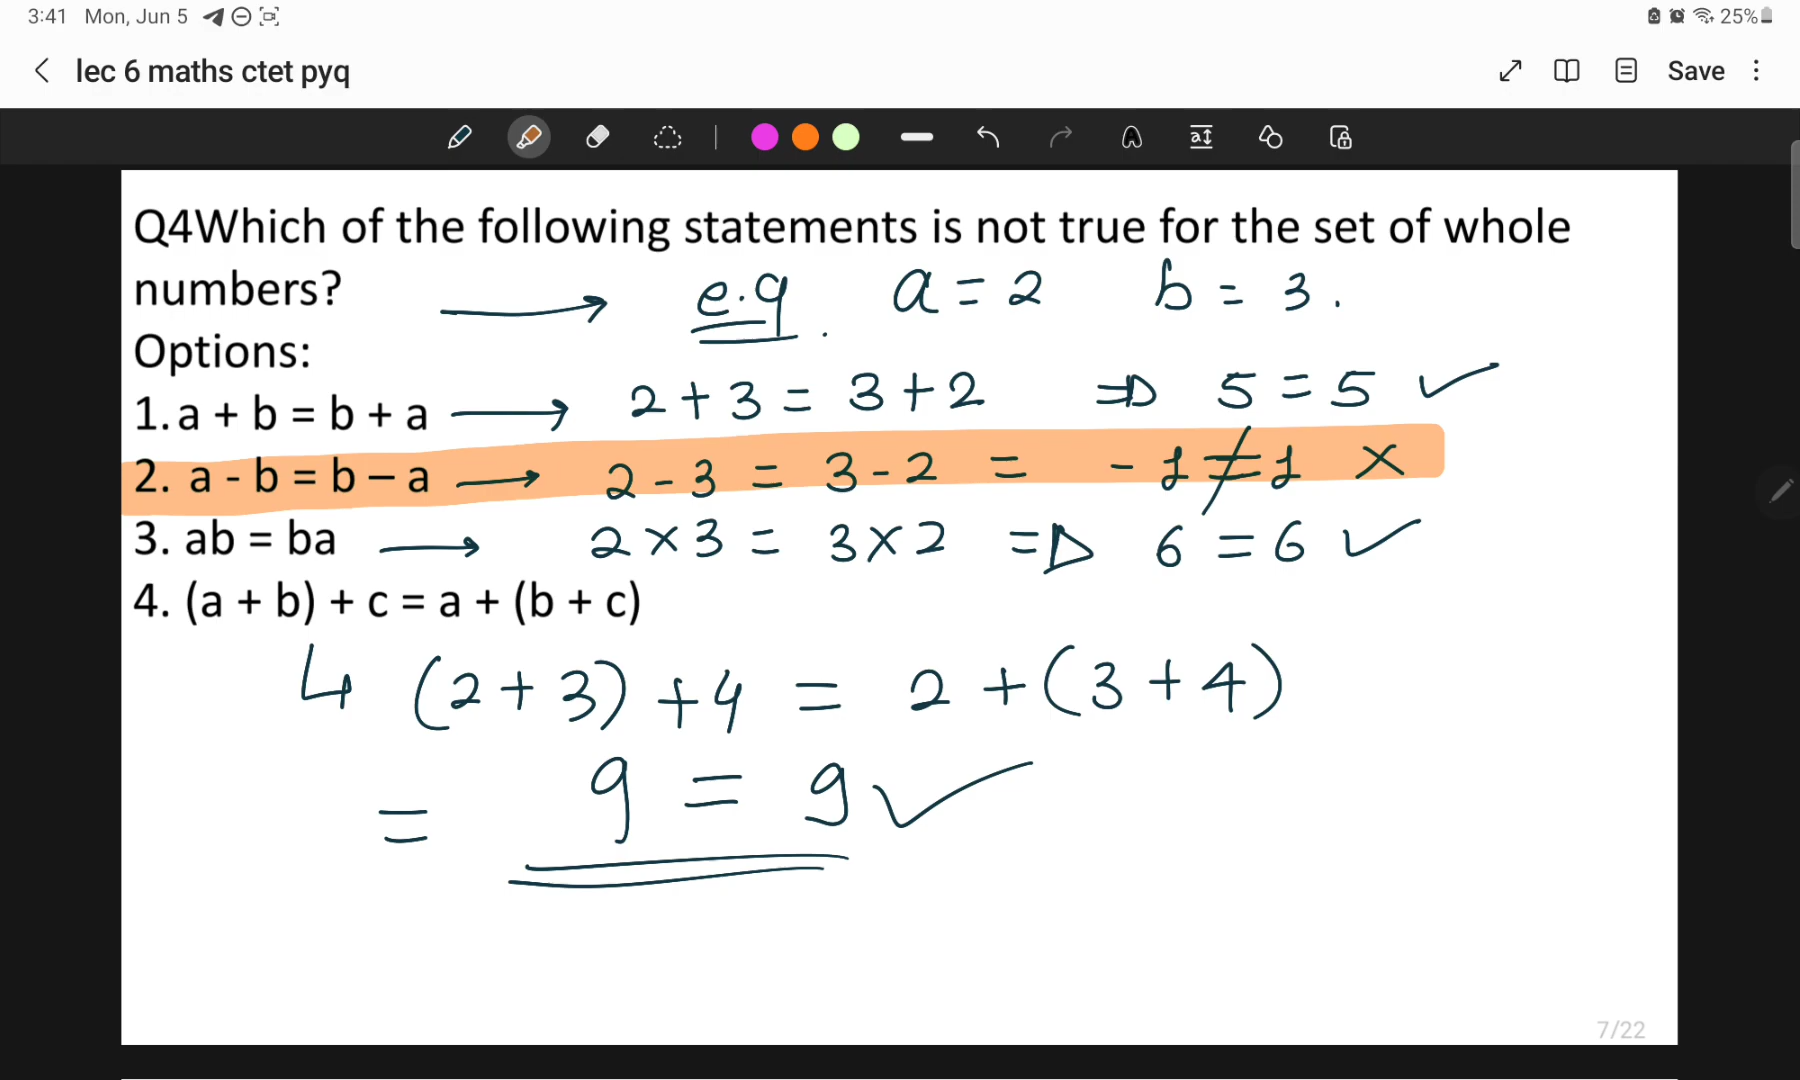 3:41 Mon, Jun 5 25%
lec 6 maths ctet pyq Save
Q4Which of the following statements is not true for the set of whole
numbers? e.g. a = 2 b = 3.
Options:
1. a + b = b + a → 2 + 3 = 3 + 2 ⇒ 5 = 5 ✓
2. a - b = b – a → 2 - 3 = 3 - 2 = - 1 ≠ 1 ×
3. ab = ba → 2 × 3 = 3 × 2 ⇒ 6 = 6 ✓
4. (a + b) + c = a + (b + c)
↳ (2 + 3) + 4 = 2 + (3 + 4)
= 9 = 9 ✓
7/22